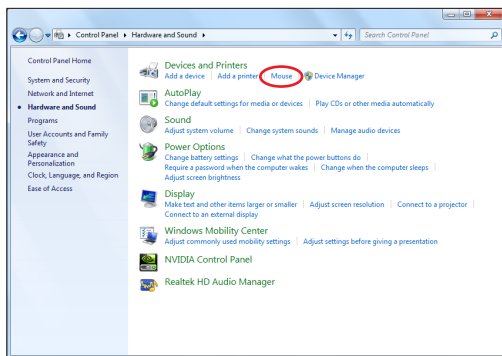 Control Panel ▸ Hardware and Sound ▸
Search Control Panel
Control Panel Home
System and Security
Network and Internet
Hardware and Sound
Programs
User Accounts and Family
Safety
Appearance and
Personalization
Clock, Language, and Region
Ease of Access
Devices and Printers
Add a device | Add a printer | Mouse | Device Manager
AutoPlay
Change default settings for media or devices | Play CDs or other media automatically
Sound
Adjust system volume | Change system sounds | Manage audio devices
Power Options
Change battery settings | Change what the power buttons do |
Require a password when the computer wakes | Change when the computer sleeps |
Adjust screen brightness
Display
Make text and other items larger or smaller | Adjust screen resolution | Connect to a projector |
Connect to an external display
Windows Mobility Center
Adjust commonly used mobility settings | Adjust settings before giving a presentation
NVIDIA Control Panel
Realtek HD Audio Manager